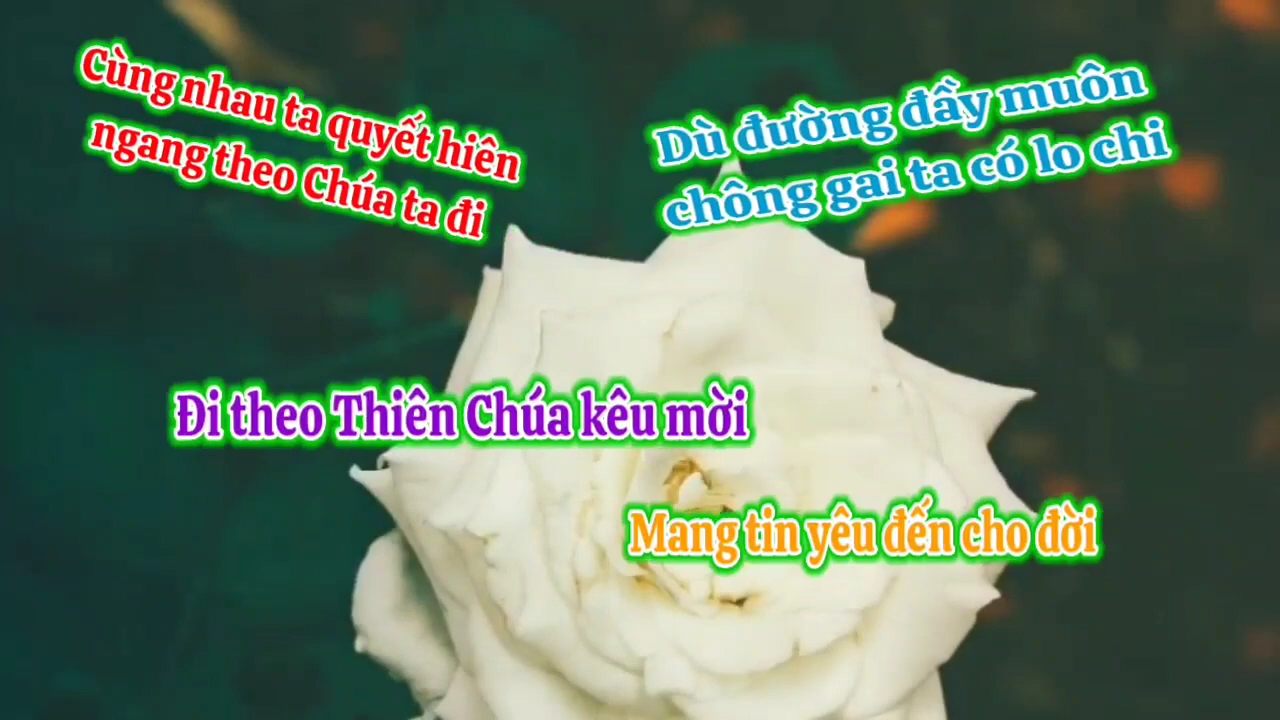 Cùng nhau ta quyết hiên
ngang theo Chúa ta đi
Dù đường đầy muôn
chông gai ta có lo chi
Đi theo Thiên Chúa kêu mời
Mang tin yêu đến cho đời